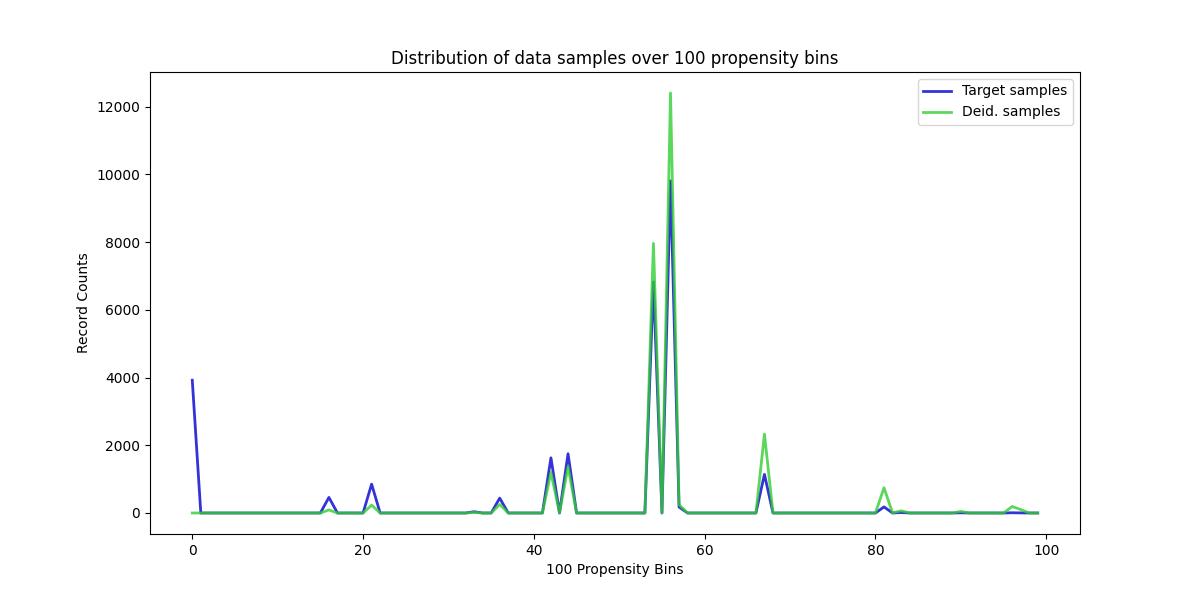 Distribution of data samples over 100 propensity bins
Target samples
Deid. samples
12000
10000
8000
6000
4000
2000
0
Record Counts
0 20 40 60 80 100
100 Propensity Bins